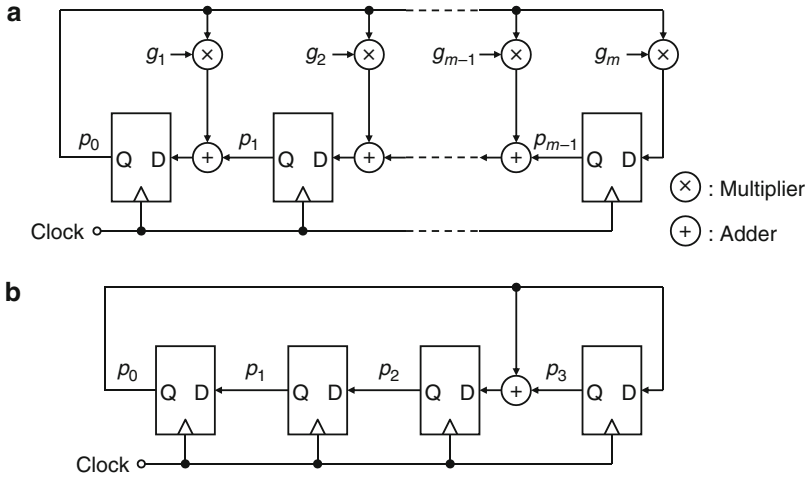 a
g₁ × g₂ × gₘ₋₁ × gₘ ×
p₀ Q D + p₁ Q D + + pₘ₋₁ Q D
× : Multiplier
+ : Adder
Clock
b
p₀ Q D p₁ Q D p₂ Q D + p₃ Q D
Clock